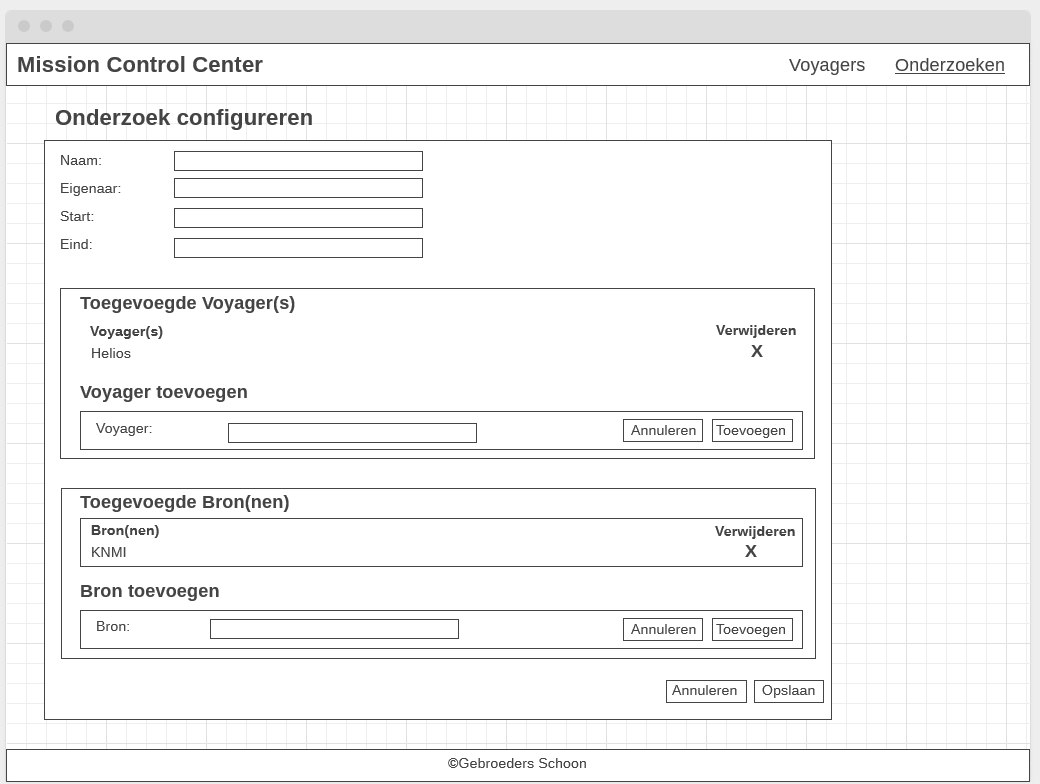 Mission Control Center Voyagers Onderzoeken
Onderzoek configureren
Naam:
Eigenaar:
Start:
Eind:
Toegevoegde Voyager(s)
Voyager(s) Verwijderen
Helios X
Voyager toevoegen
Voyager: Annuleren Toevoegen
Toegevoegde Bron(nen)
Bron(nen) Verwijderen
KNMI X
Bron toevoegen
Bron: Annuleren Toevoegen
Annuleren Opslaan
©Gebroeders Schoon